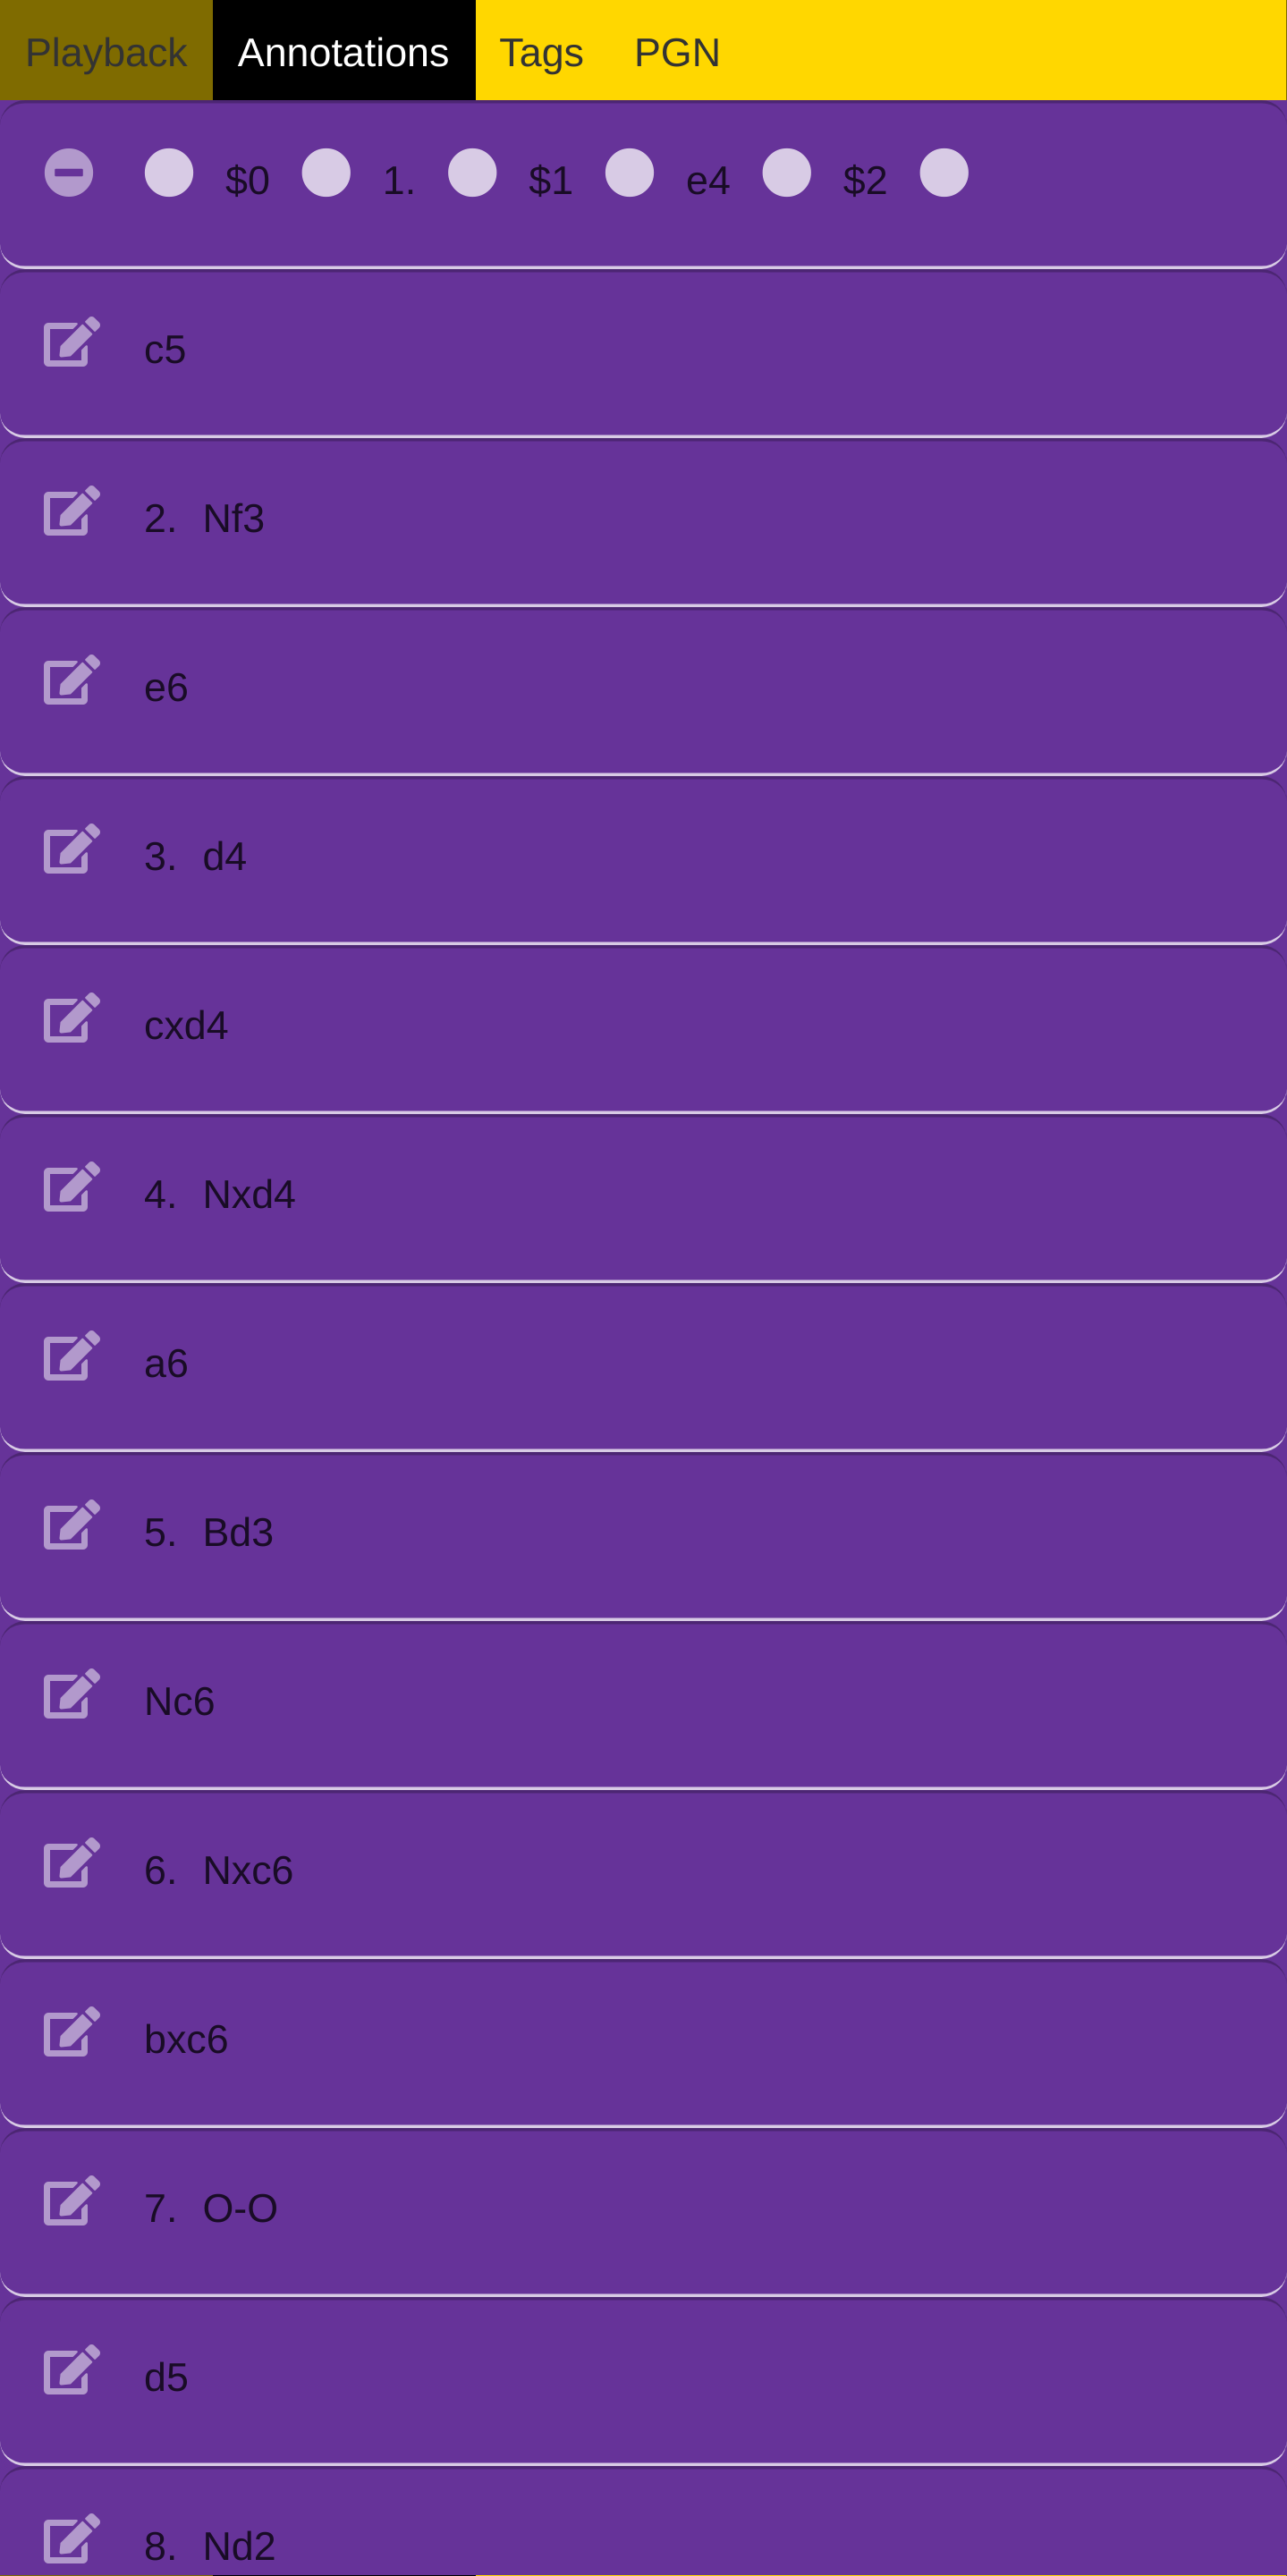 Playback Annotations Tags PGN
$0 1. $1 e4 $2
c5
2. Nf3
e6
3. d4
cxd4
4. Nxd4
a6
5. Bd3
Nc6
6. Nxc6
bxc6
7. O-O
d5
8. Nd2